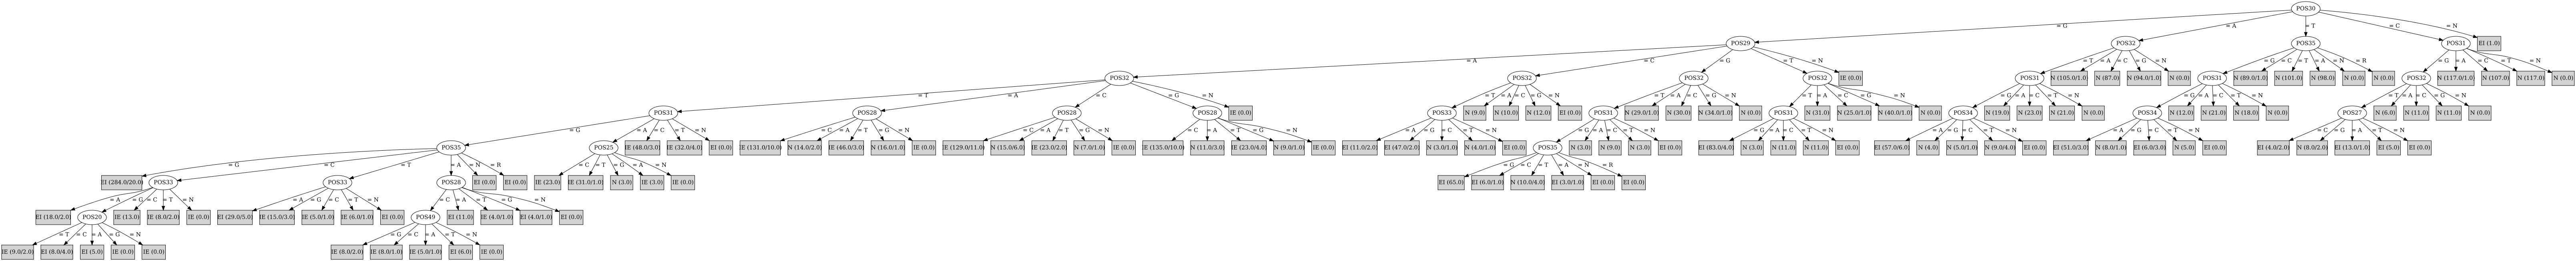 POS30
= G = A = T = C = N
POS29 POS32 POS35 POS31 EI (1.0)
= A = C = G = T = N = T = A = C = G = N = G = C = T = A = N = R = G = A = C = T = N
POS32 POS32 POS32 POS32 IE (0.0) POS31 N (105.0/1.0) N (87.0) N (94.0/1.0) N (0.0) POS31 N (89.0/1.0) N (101.0) N (98.0) N (0.0) N (0.0) POS32 N (117.0/1.0) N (107.0) N (117.0) N (0.0)
= T = A = C = G = N = T = A = C = G = N = T = A = C = G = N = T = A = C = G = N = G = A = C = T = N = G = A = C = T = N = T = A = C = G = N
POS31 POS28 POS28 POS28 IE (0.0) POS33 N (9.0) N (10.0) N (12.0) EI (0.0) POS31 N (29.0/1.0) N (30.0) N (34.0/1.0) N (0.0) POS31 N (31.0) N (25.0/1.0) N (40.0/1.0) N (0.0) POS34 N (19.0) N (23.0) N (21.0) N (0.0) POS34 N (12.0) N (21.0) N (18.0) N (0.0) POS27 N (6.0) N (11.0) N (11.0) N (0.0)
= G = A = C = T = N = C = A = T = G = N = C = A = T = G = N = C = A = T = G = N = A = G = C = T = N = G = A = C = T = N = G = A = C = T = N = A = G = C = T = N = A = G = C = T = N = C = G = A = T = N
POS35 POS25 IE (48.0/3.0) IE (32.0/4.0) EI (0.0) IE (131.0/10.0) N (14.0/2.0) IE (46.0/3.0) N (16.0/1.0) IE (0.0) IE (129.0/11.0) N (15.0/6.0) IE (23.0/2.0) N (7.0/1.0) IE (0.0) IE (135.0/10.0) N (11.0/3.0) IE (23.0/4.0) N (9.0/1.0) IE (0.0) EI (11.0/2.0) EI (47.0/2.0) N (3.0/1.0) N (4.0/1.0) EI (0.0) POS35 N (3.0) N (9.0) N (3.0) EI (0.0) EI (83.0/4.0) N (3.0) N (11.0) N (11.0) EI (0.0) EI (57.0/6.0) N (4.0) N (5.0/1.0) N (9.0/4.0) EI (0.0) EI (51.0/3.0) N (8.0/1.0) EI (6.0/3.0) N (5.0) EI (0.0) EI (4.0/2.0) N (8.0/2.0) EI (13.0/1.0) EI (5.0) EI (0.0)
= G = C = T = A = N = R = C = T = G = A = N = G = C = T = A = N = R
EI (284.0/20.0) POS33 POS33 POS28 EI (0.0) EI (0.0) IE (23.0) IE (31.0/1.0) N (3.0) IE (3.0) IE (0.0) EI (65.0) EI (6.0/1.0) N (10.0/4.0) EI (3.0/1.0) EI (0.0) EI (0.0)
= A = G = C = T = N = A = G = C = T = N = C = A = T = G = N
EI (18.0/2.0) POS20 IE (13.0) IE (8.0/2.0) IE (0.0) EI (29.0/5.0) IE (15.0/3.0) IE (5.0/1.0) IE (6.0/1.0) EI (0.0) POS49 EI (11.0) IE (4.0/1.0) EI (4.0/1.0) EI (0.0)
= T = C = A = G = N = G = C = A = T = N
IE (9.0/2.0) EI (8.0/4.0) EI (5.0) IE (0.0) IE (0.0) IE (8.0/2.0) IE (8.0/1.0) IE (5.0/1.0) EI (6.0) IE (0.0)